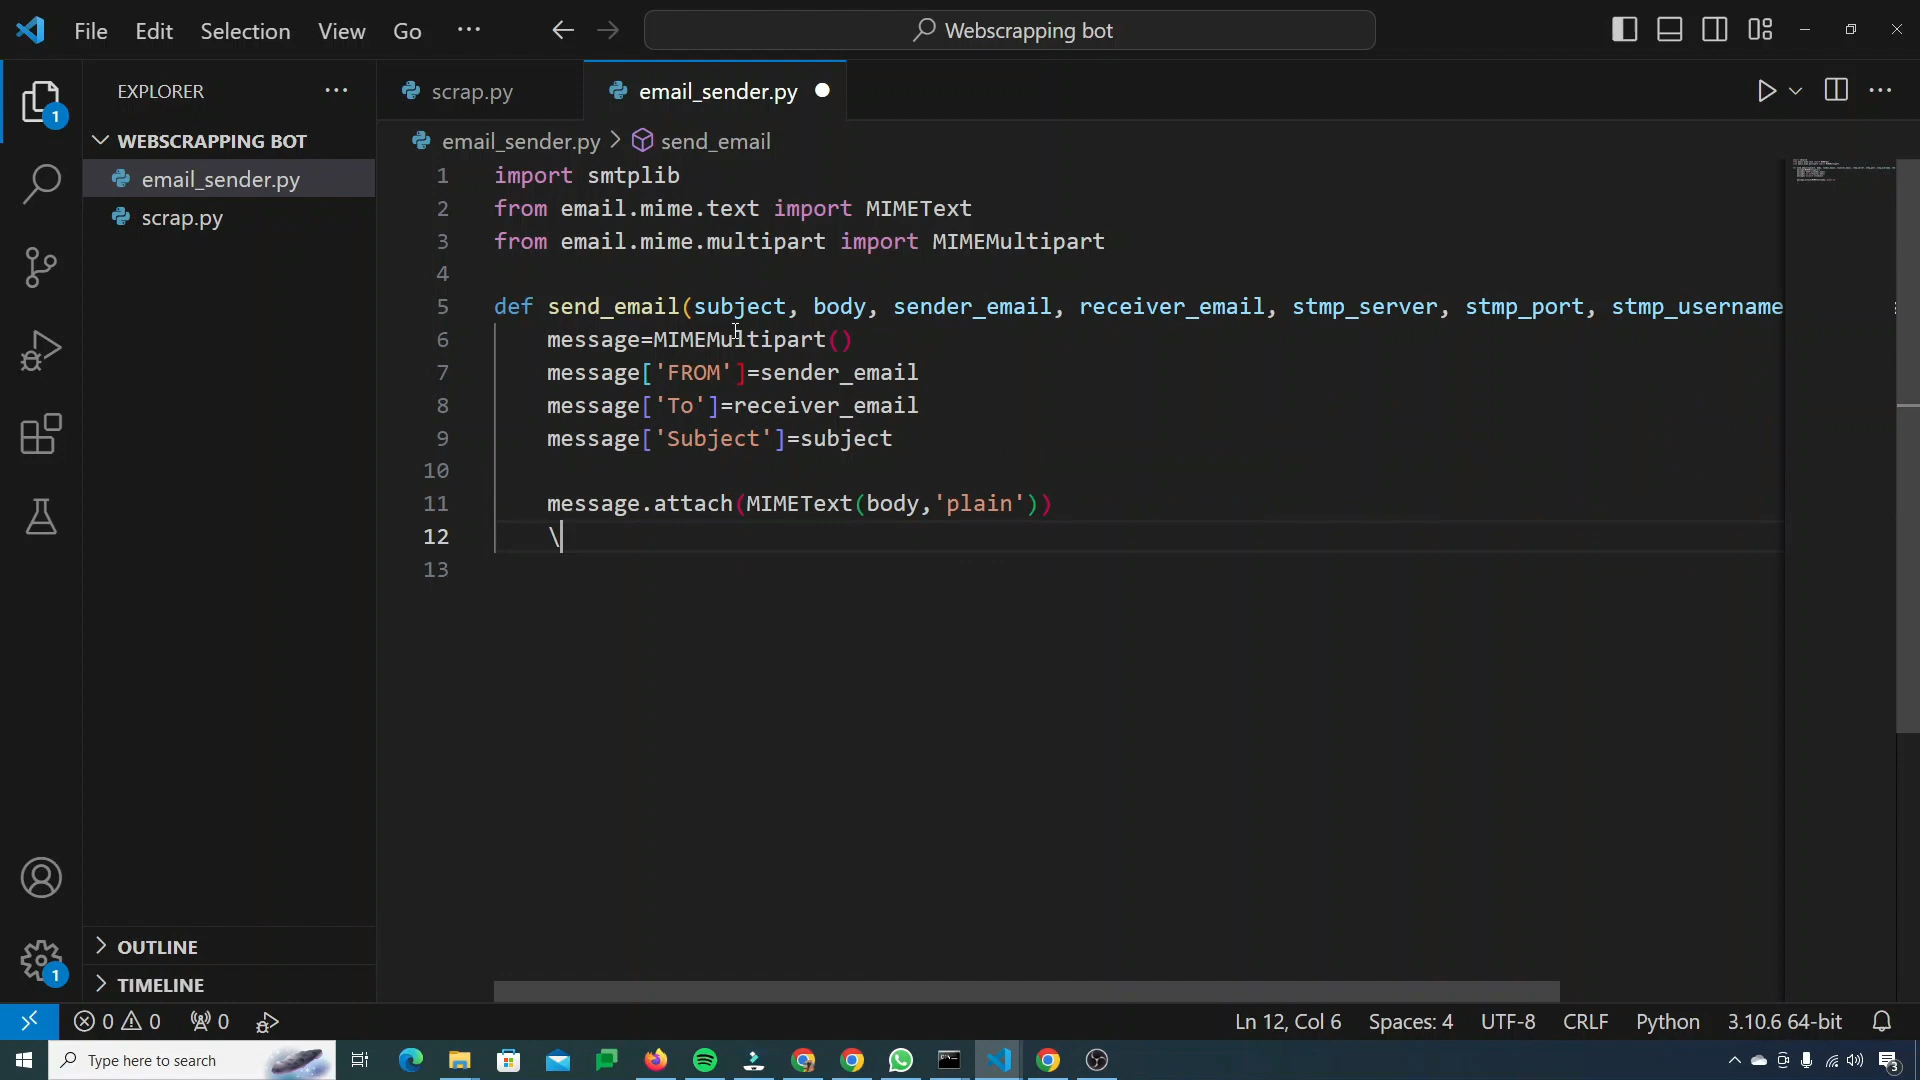 File Edit Selection View Go ··· Webscrapping bot
EXPLORER ···
WEBSCRAPPING BOT
email_sender.py
scrap.py
OUTLINE
TIMELINE
1
1
scrap.py email_sender.py
email_sender.py > send_email
1 import smtplib
2 from email.mime.text import MIMEText
3 from email.mime.multipart import MIMEMultipart
4
5 def send_email(subject, body, sender_email, receiver_email, stmp_server, stmp_port, stmp_username
6 message=MIMEMultipart()
7 message['FROM']=sender_email
8 message['To']=receiver_email
9 message['Subject']=subject
10
11 message.attach(MIMEText(body,'plain'))
12 \
13
0 0 0 Ln 12, Col 6 Spaces: 4 UTF-8 CRLF Python 3.10.6 64-bit
Type here to search 3